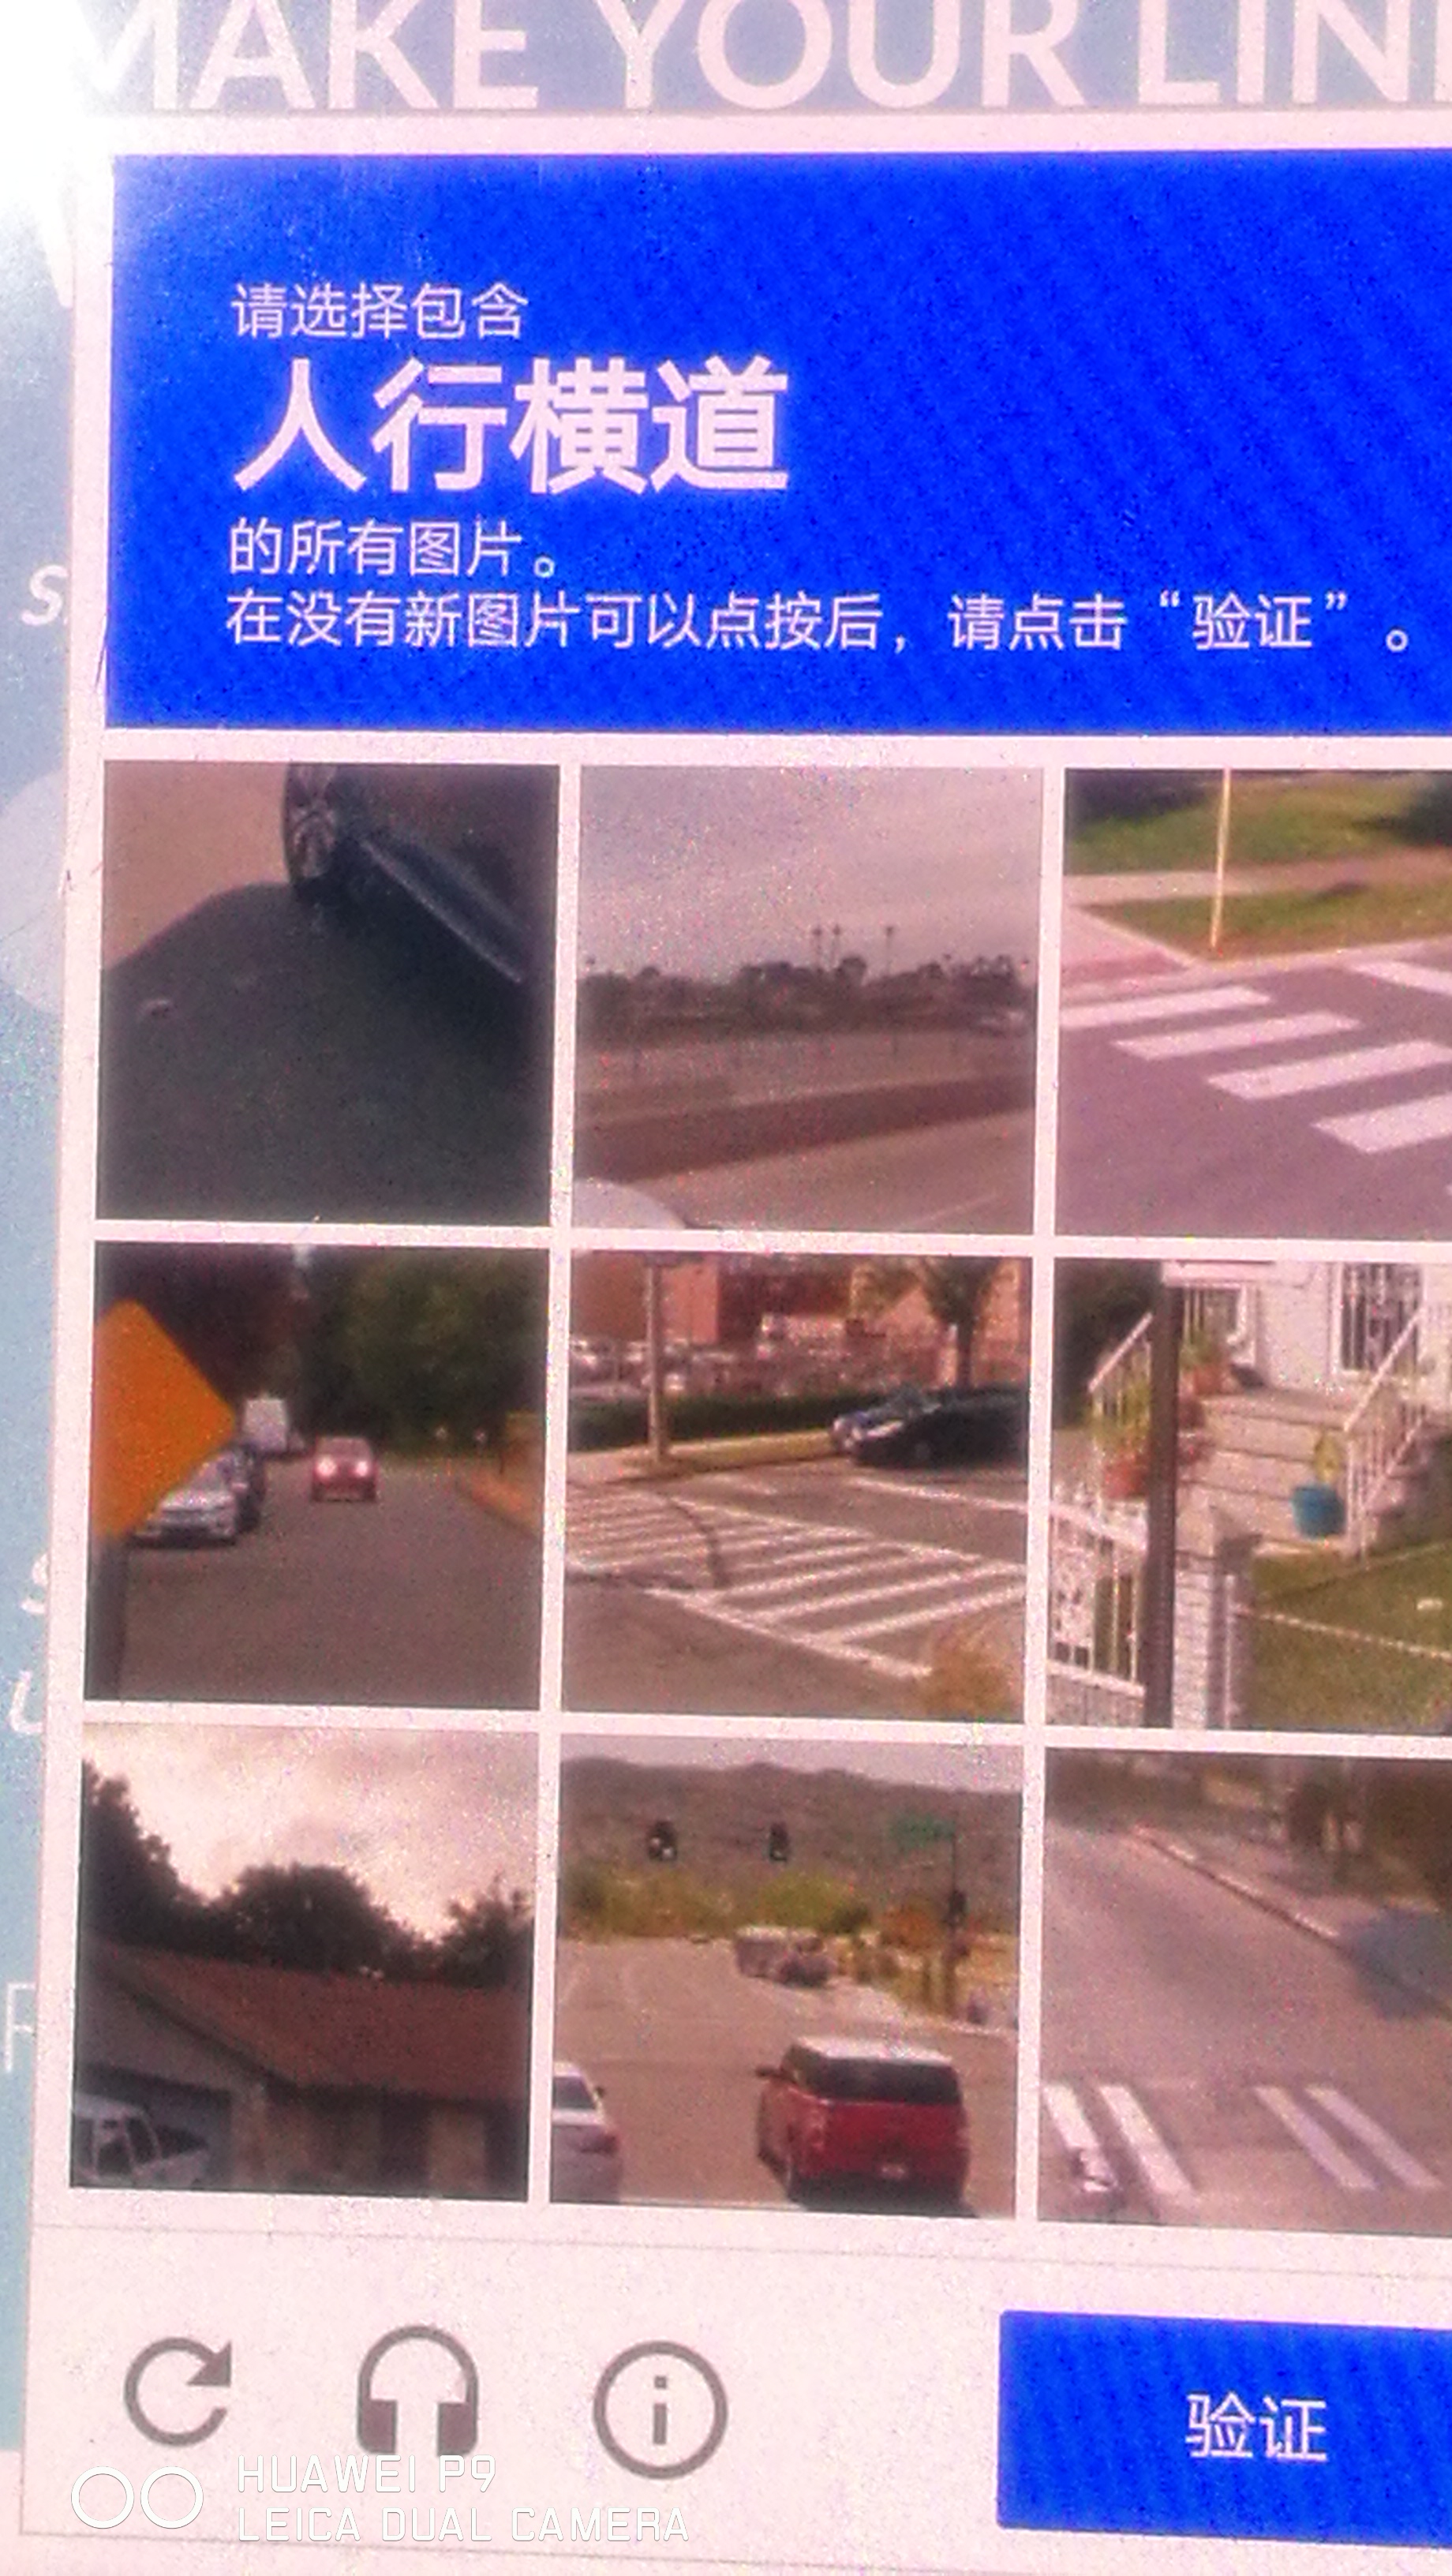 MAKE YOUR LIN
请选择包含
人行横道
的所有图片。
在没有新图片可以点按后，请点击“验证”。
验证
HUAWEI P9
LEICA DUAL CAMERA